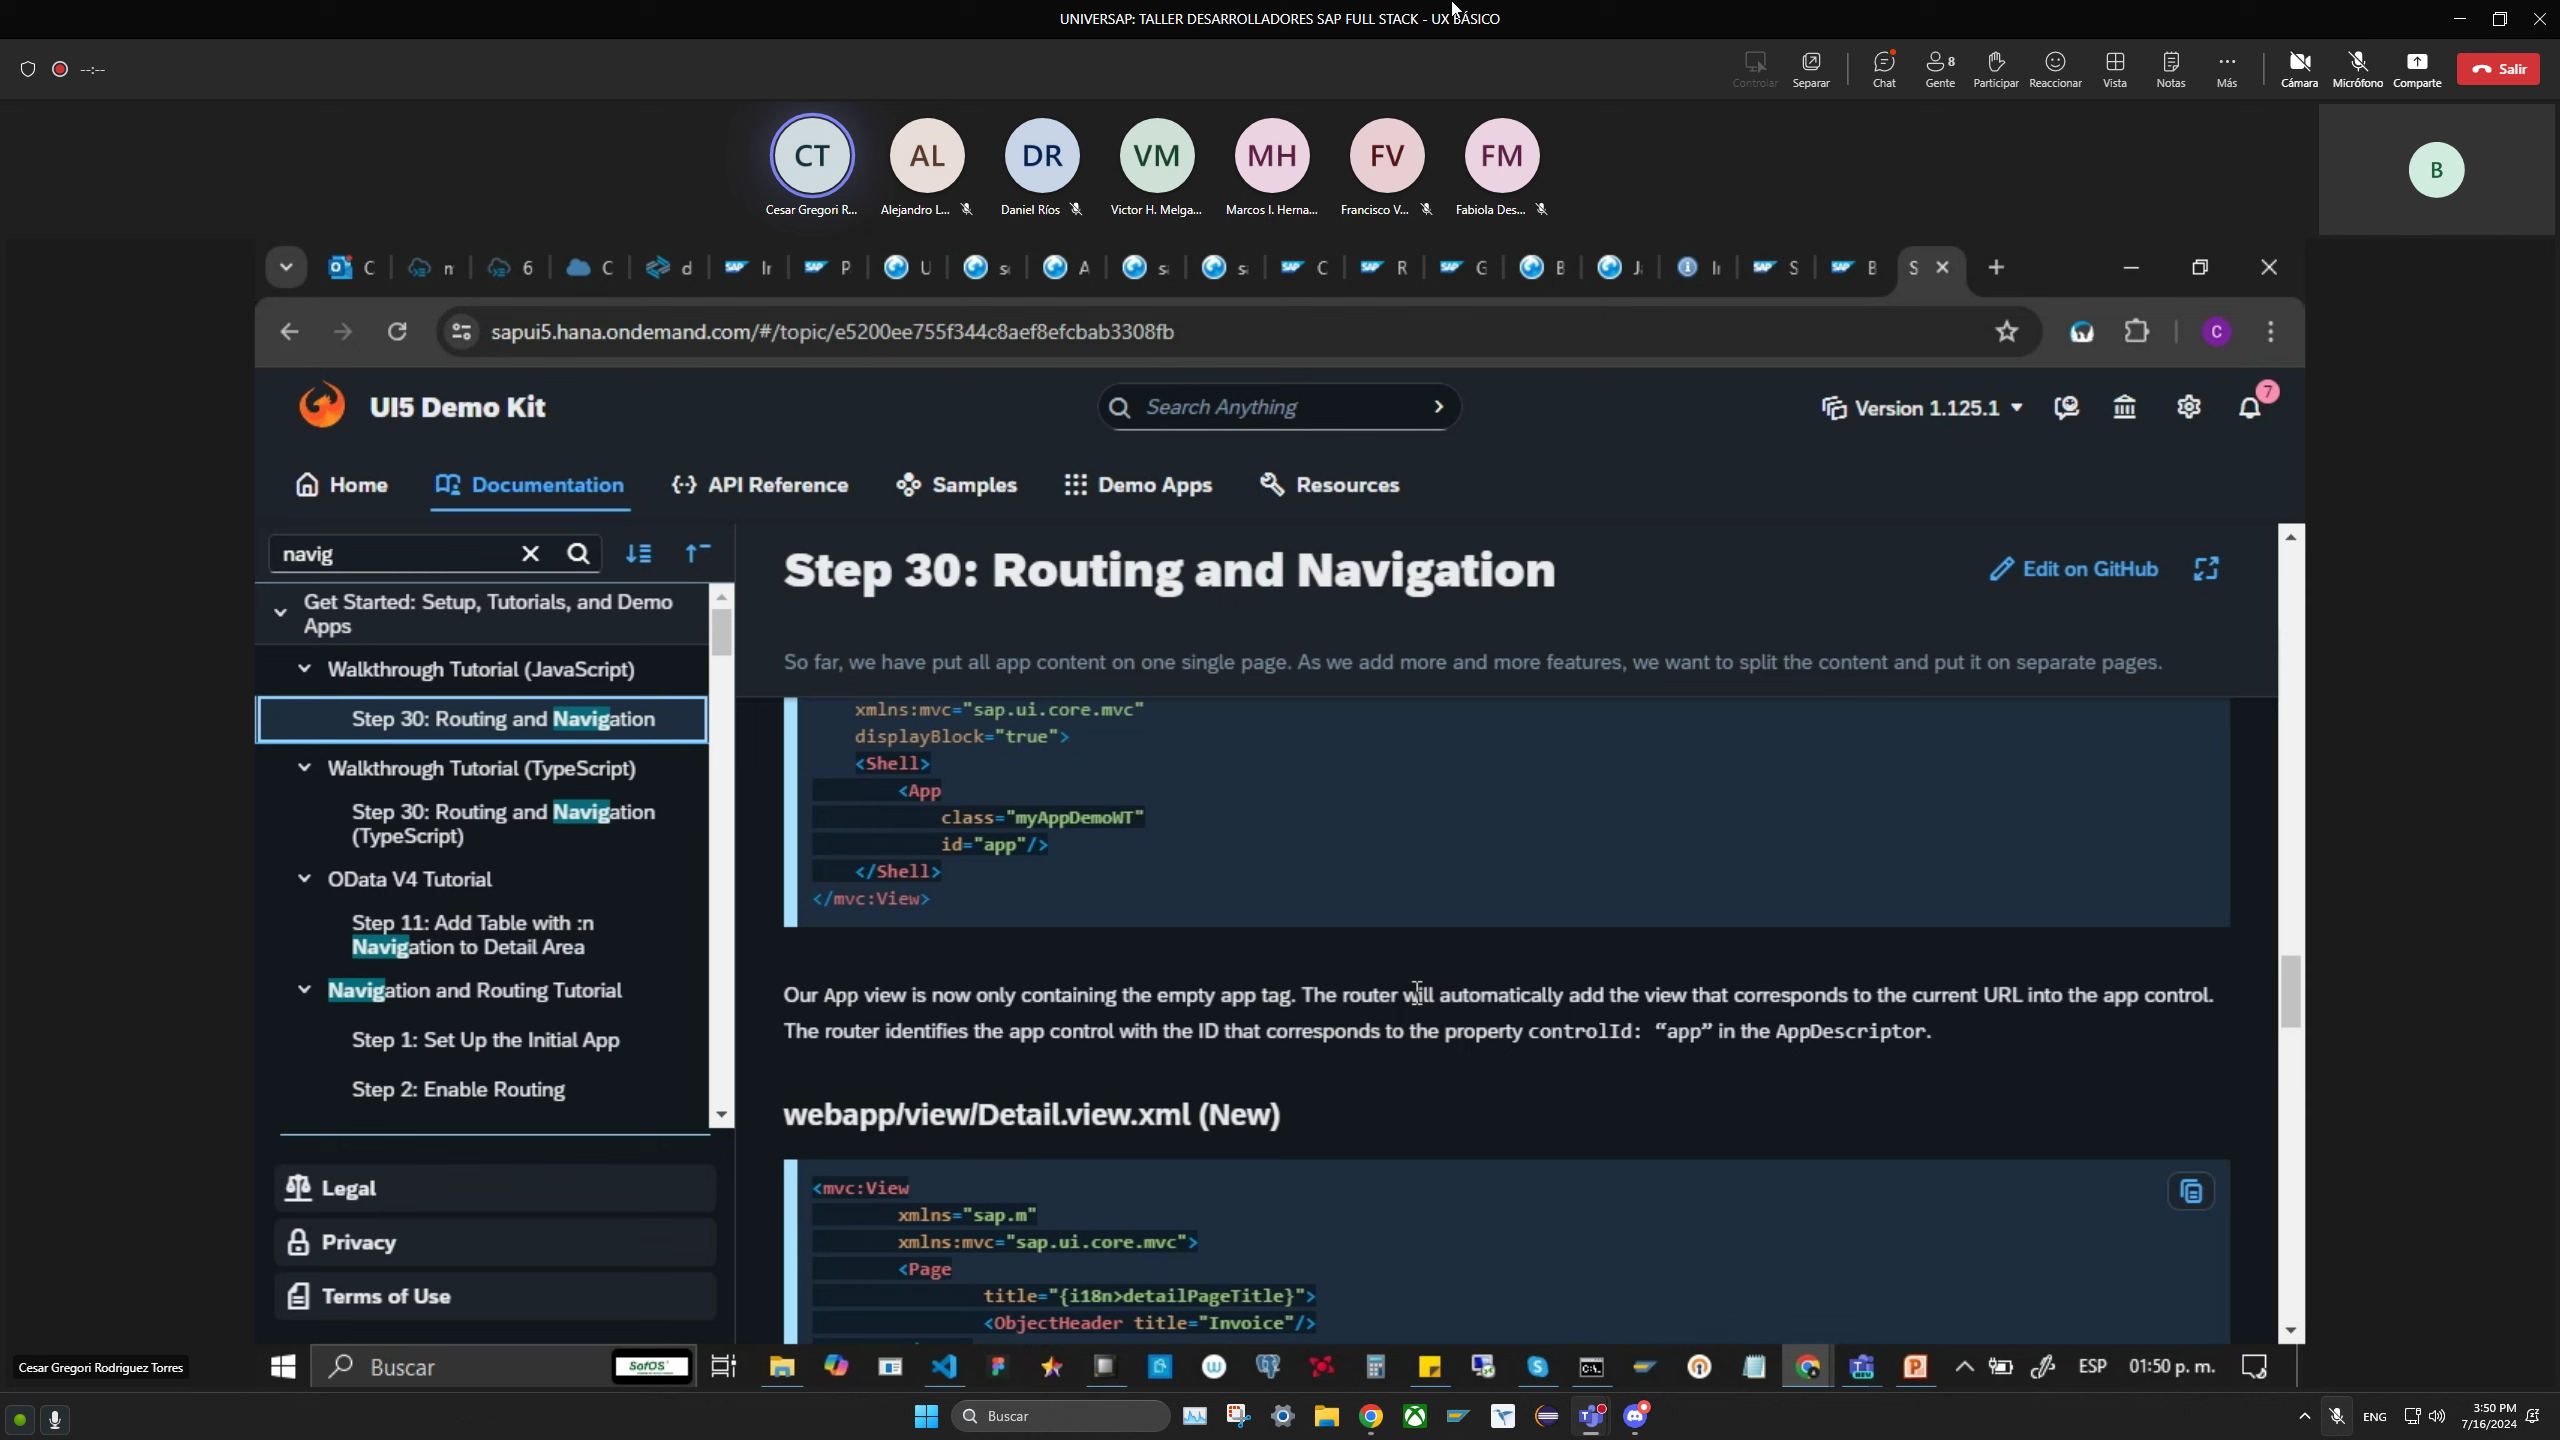 UNIVERSAP: TALLER DESARROLLADORES SAP FULL STACK - UX BÁSICO
--:--
Controlar
Separar
Chat
8
Gente
Participar
Reaccionar
Vista
Notas
Más
Cámara
Micrófono
Comparte
Salir
CT
AL
DR
VM
MH
FV
FM
B
Cesar Gregori R...
Alejandro L...
Daniel Ríos
Victor H. Melga...
Marcos I. Herna...
Francisco V...
Fabiola Des...
sapui5.hana.ondemand.com/#/topic/e5200ee755f344c8aef8efcbab3308fb
C
UI5 Demo Kit
Search Anything
Version 1.125.1
7
Home
Documentation
API Reference
Samples
Demo Apps
Resources
navig
Get Started: Setup, Tutorials, and Demo
Apps
Walkthrough Tutorial (JavaScript)
Step 30: Routing and Navigation
Walkthrough Tutorial (TypeScript)
Step 30: Routing and Navigation
(TypeScript)
OData V4 Tutorial
Step 11: Add Table with :n
Navigation to Detail Area
Navigation and Routing Tutorial
Step 1: Set Up the Initial App
Step 2: Enable Routing
Legal
Privacy
Terms of Use
Step 30: Routing and Navigation
Edit on GitHub
So far, we have put all app content on one single page. As we add more and more features, we want to split the content and put it on separate pages.
xmlns:mvc="sap.ui.core.mvc"
displayBlock="true">
<Shell>
<App
class="myAppDemoWT"
id="app"/>
</Shell>
</mvc:View>
Our App view is now only containing the empty app tag. The router will automatically add the view that corresponds to the current URL into the app control.
The router identifies the app control with the ID that corresponds to the property controlId: “app” in the AppDescriptor.
webapp/view/Detail.view.xml (New)
<mvc:View
xmlns="sap.m"
xmlns:mvc="sap.ui.core.mvc">
<Page
title="{i18n>detailPageTitle}">
<ObjectHeader title="Invoice"/>
Cesar Gregori Rodriguez Torres
Buscar
SafOS
ESP
01:50 p. m.
Buscar
ENG
3:50 PM
7/16/2024